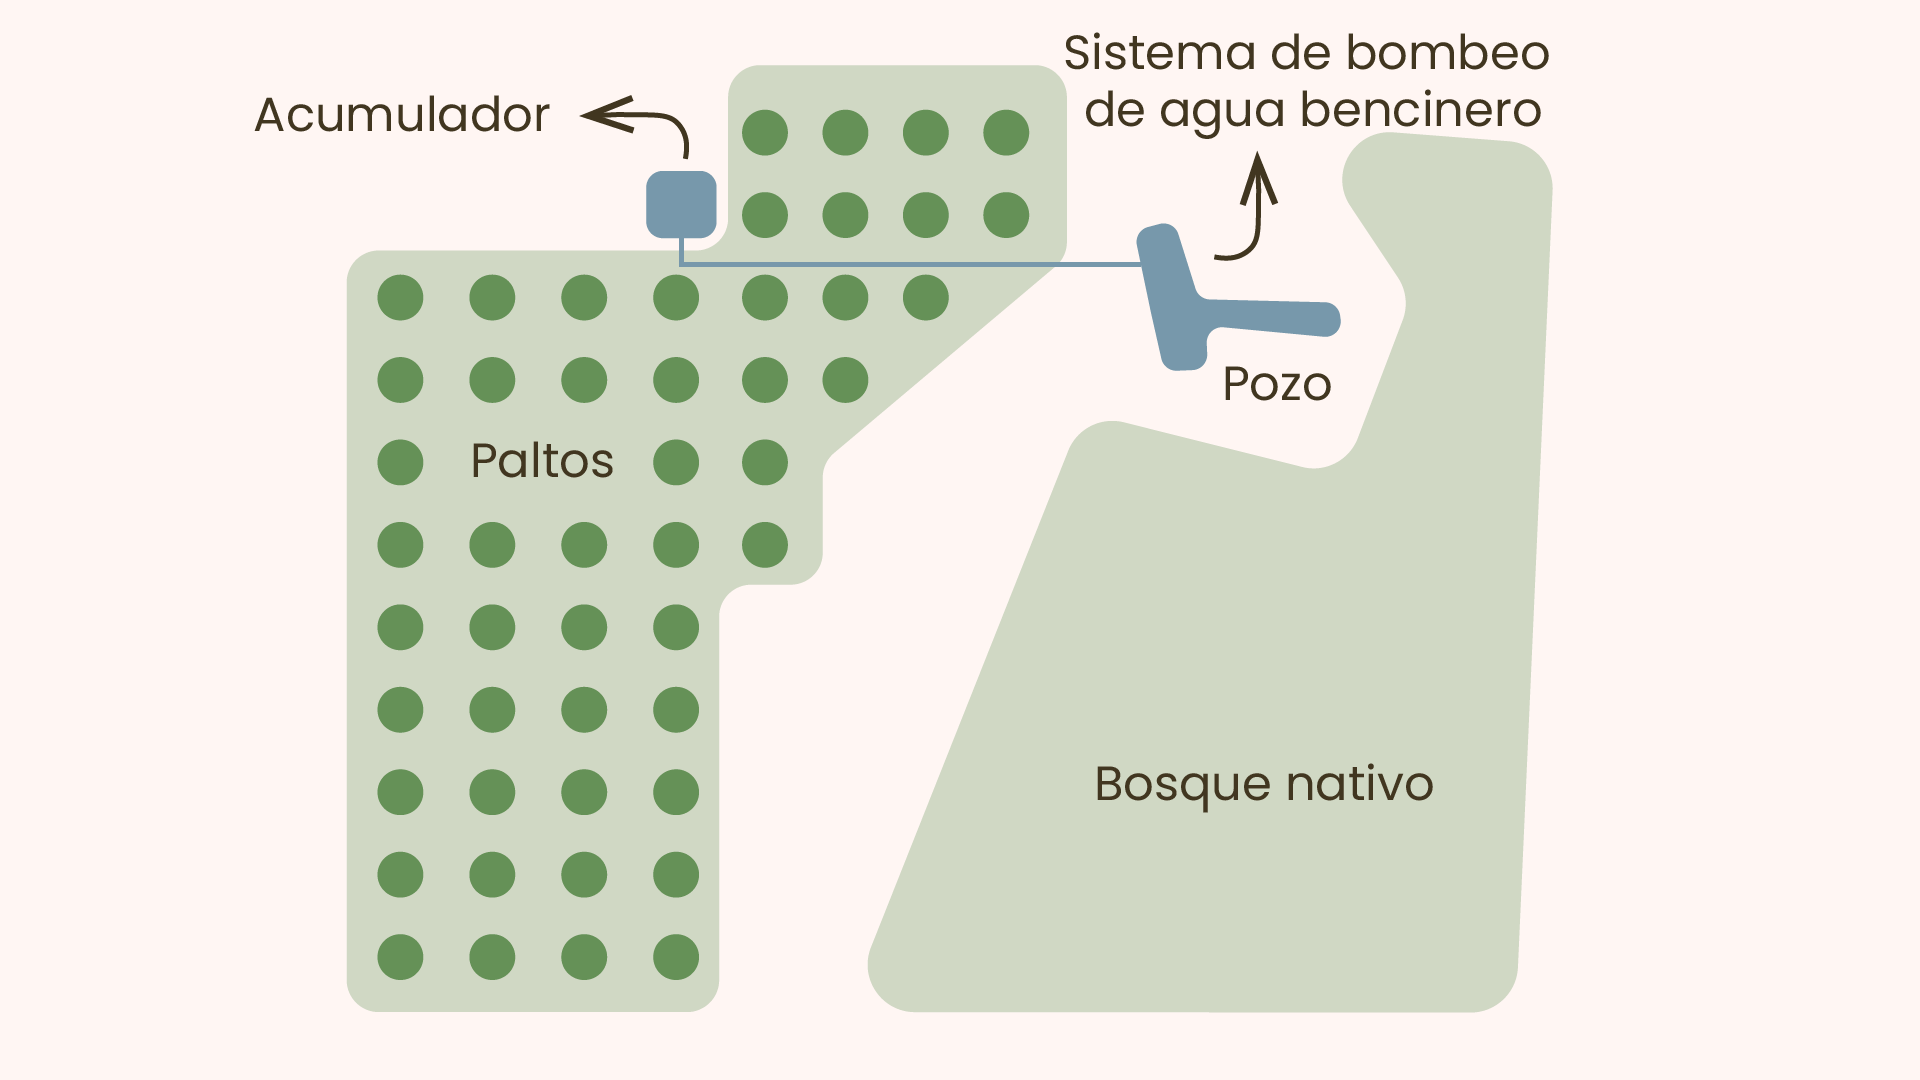 Sistema de bombeo
de agua bencinero
Acumulador
Pozo
Paltos
Bosque nativo